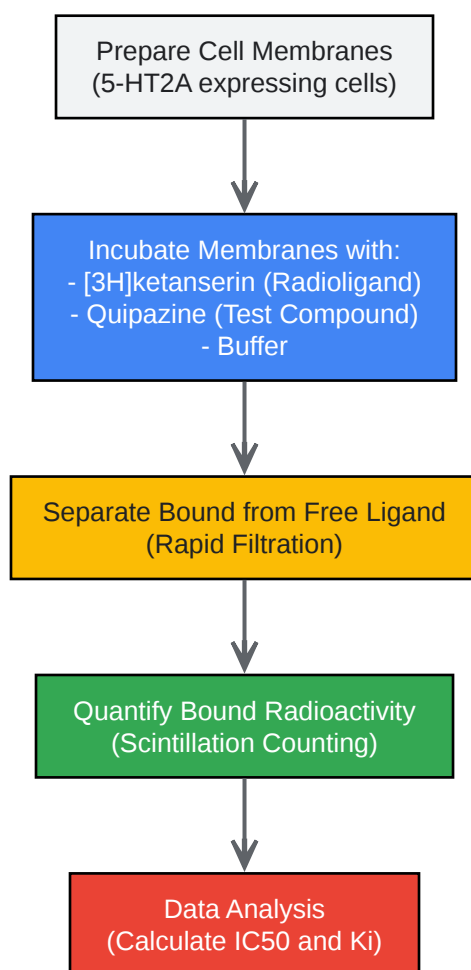 Prepare Cell Membranes
(5-HT2A expressing cells)
Incubate Membranes with:
- [3H]ketanserin (Radioligand)
- Quipazine (Test Compound)
- Buffer
Separate Bound from Free Ligand
(Rapid Filtration)
Quantify Bound Radioactivity
(Scintillation Counting)
Data Analysis
(Calculate IC50 and Ki)